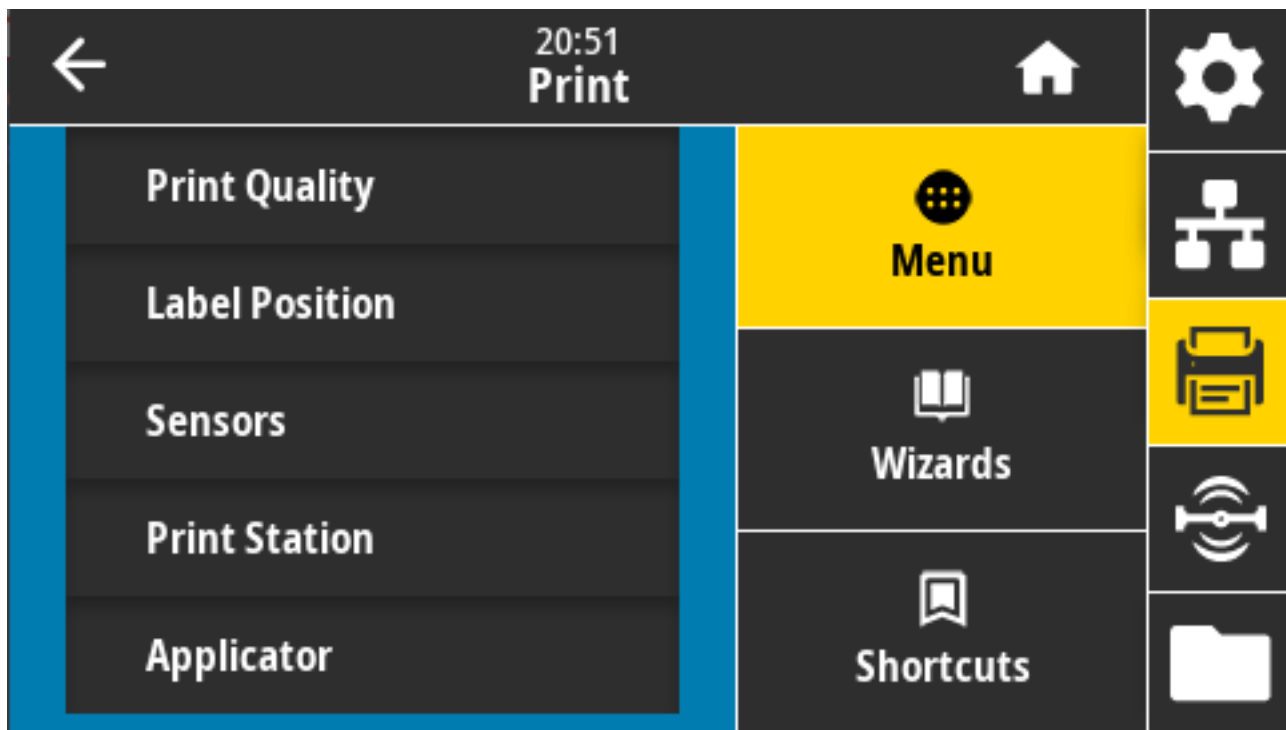 20:51
Print
Print Quality
Label Position
Sensors
Print Station
Applicator
Menu
Wizards
Shortcuts